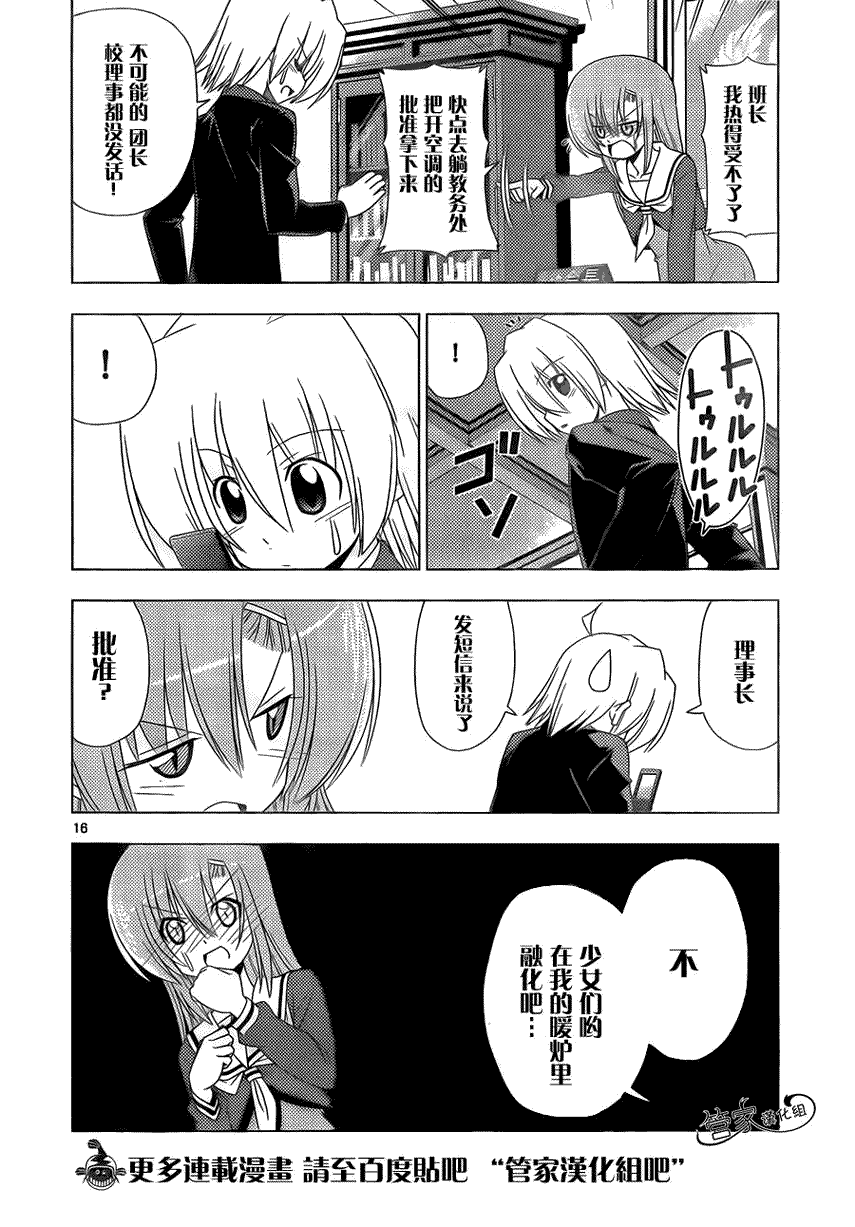 班长
我热得受不了了
快点去躺教务处
把开空调的
批准拿下来
不可能的 团长
校理事都没发话！
トゥルルル
トゥルルル
！
ズ
ゴン
！
理事长
发短信来说了
批准？
16
不
少女们哟
在我的暖炉里
融化吧…
管家漢化組
更多連載漫畫 請至百度貼吧 “管家漢化組吧”